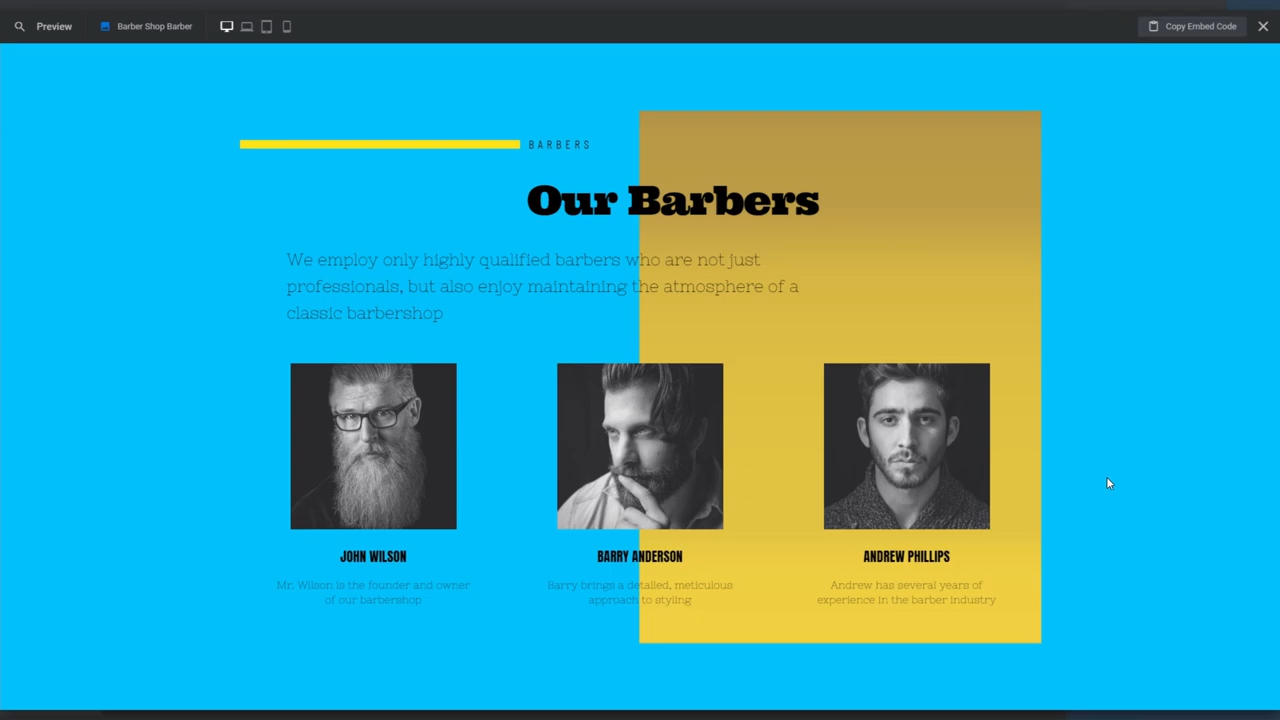 Preview
Barber Shop Barber
Copy Embed Code
BARBERS
Our Barbers
We employ only highly qualified barbers who are not just
professionals, but also enjoy maintaining the atmosphere of a
classic barbershop
JOHN WILSON
Mr. Wilson is the founder and owner
of our barbershop
BARRY ANDERSON
Barry brings a detailed, meticulous
approach to styling
ANDREW PHILLIPS
Andrew has several years of
experience in the barber industry